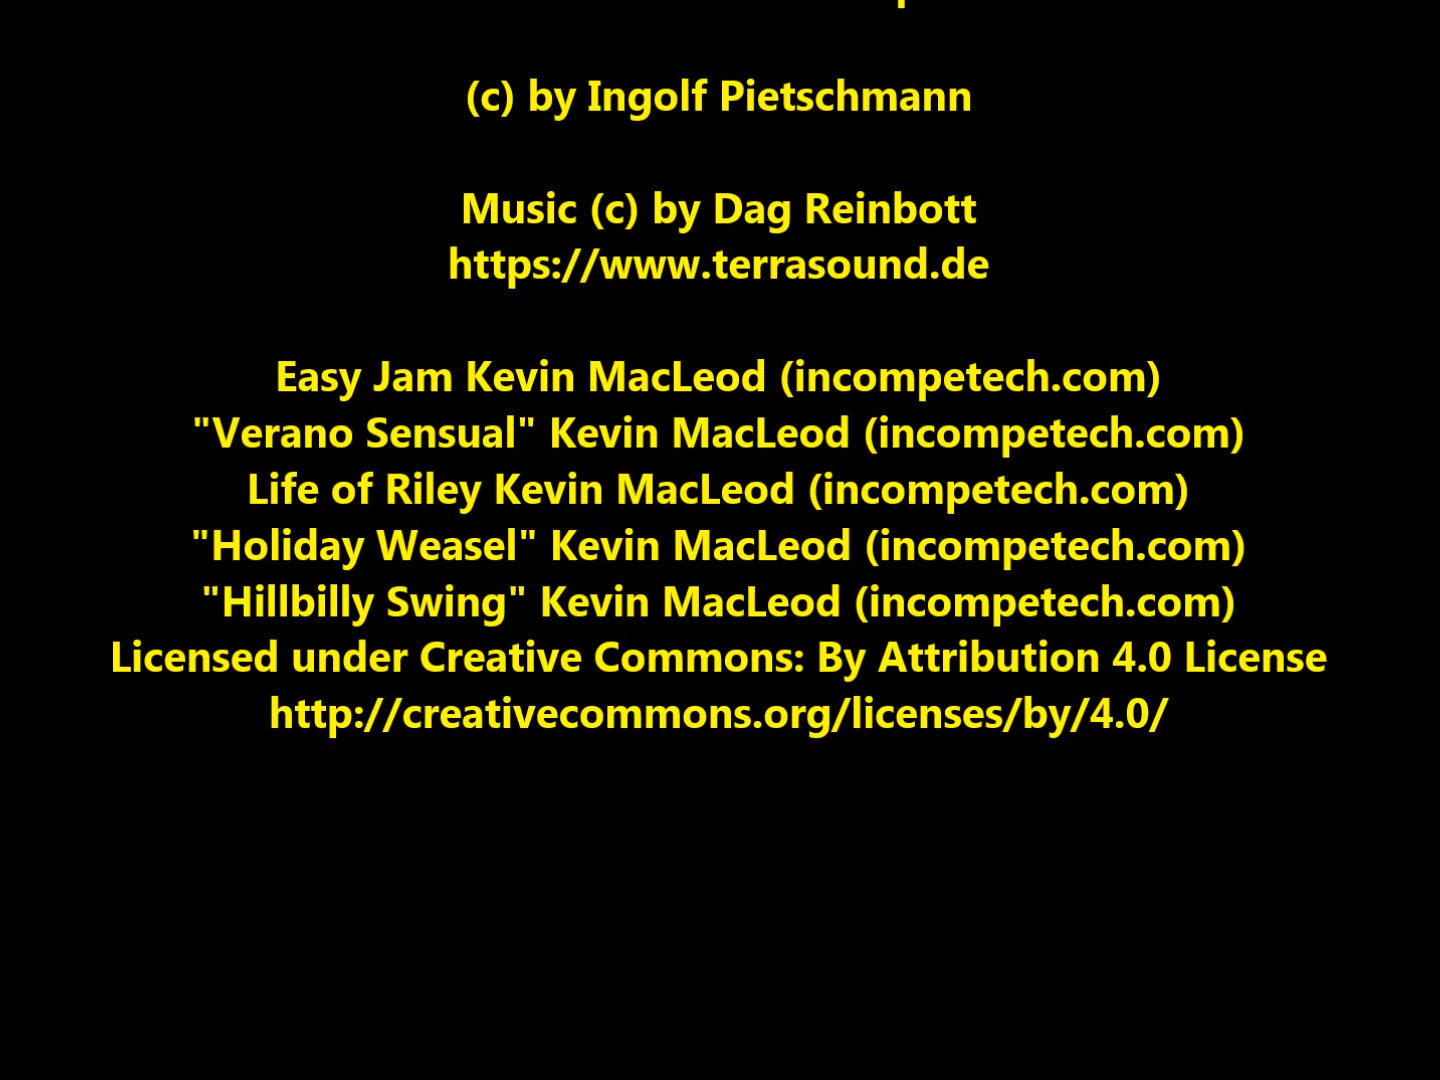 (c) by Ingolf Pietschmann
Music (c) by Dag Reinbott
https://www.terrasound.de
Easy Jam Kevin MacLeod (incompetech.com)
"Verano Sensual" Kevin MacLeod (incompetech.com)
Life of Riley Kevin MacLeod (incompetech.com)
"Holiday Weasel" Kevin MacLeod (incompetech.com)
"Hillbilly Swing" Kevin MacLeod (incompetech.com)
Licensed under Creative Commons: By Attribution 4.0 License
http://creativecommons.org/licenses/by/4.0/